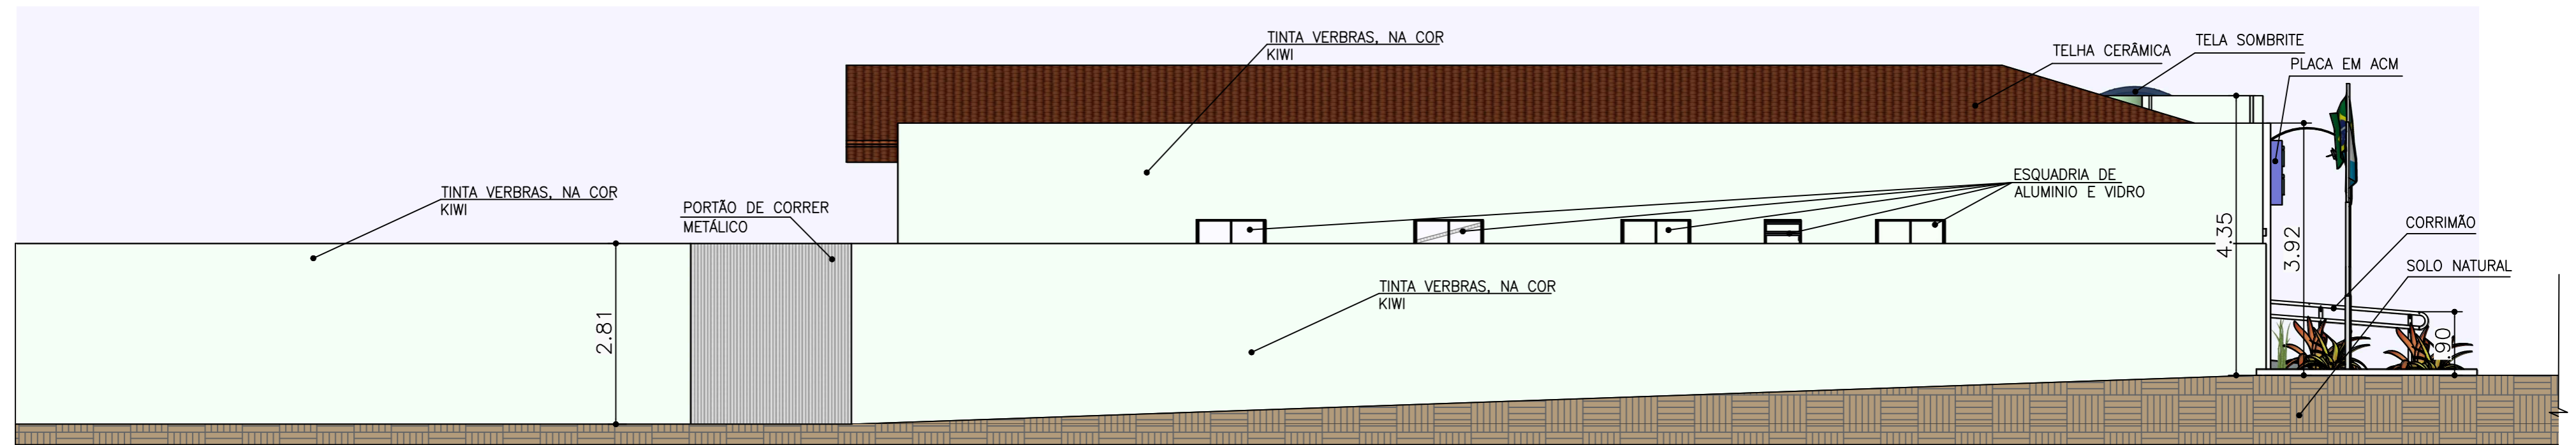 TINTA VERBRAS, NA COR
KIWI
TELA SOMBRITE
TELHA CERÂMICA
PLACA EM ACM
ESQUADRIA DE
ALUMINIO E VIDRO
TINTA VERBRAS, NA COR
KIWI
PORTÃO DE CORRER
METÁLICO
CORRIMÃO
4.35
3.92
SOLO NATURAL
TINTA VERBRAS, NA COR
KIWI
2.81
.90